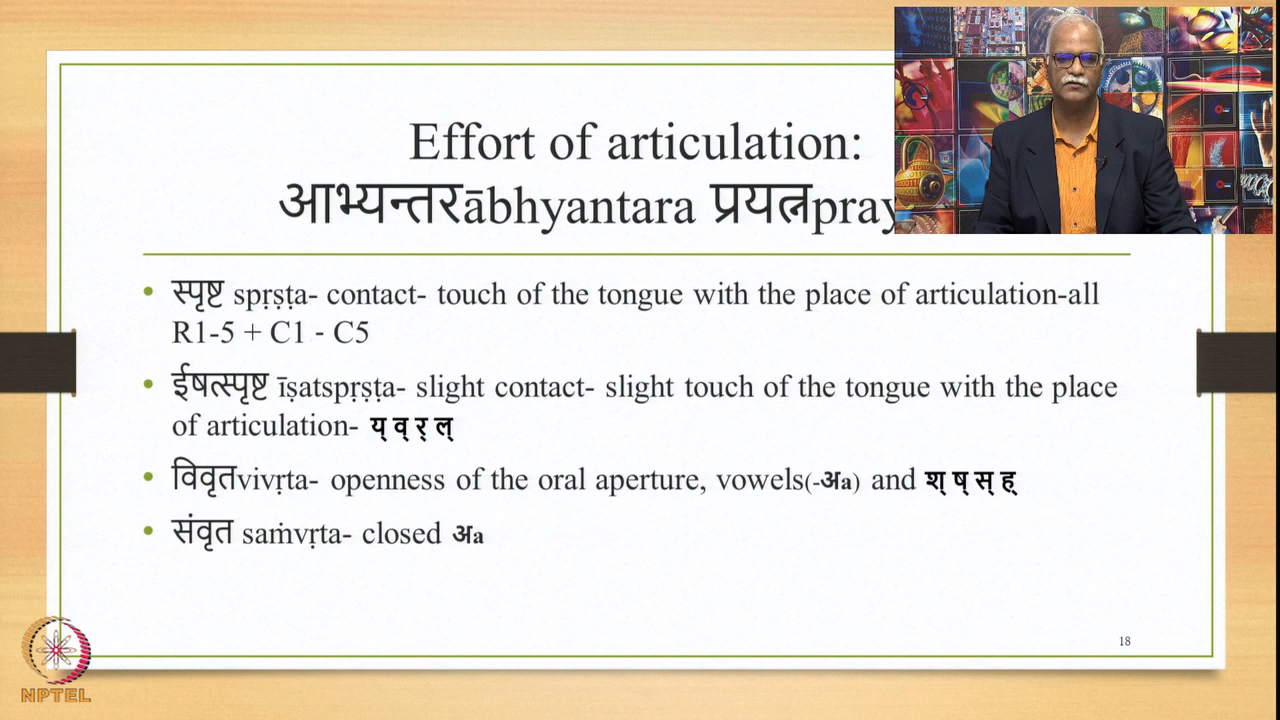 Effort of articulation:
आभ्यन्तरābhyantara प्रयत्नpray
• स्पृष्ट spṛṣṭa- contact- touch of the tongue with the place of articulation-all
R1-5 + C1 - C5
• ईषत्स्पृष्ट īṣatspṛṣṭa- slight contact- slight touch of the tongue with the place
of articulation- य् व् र् ल्
• विवृतvivṛta- openness of the oral aperture, vowels(-अa) and श् ष् स् ह्
• संवृत saṁvṛta- closed अa
18
NPTEL